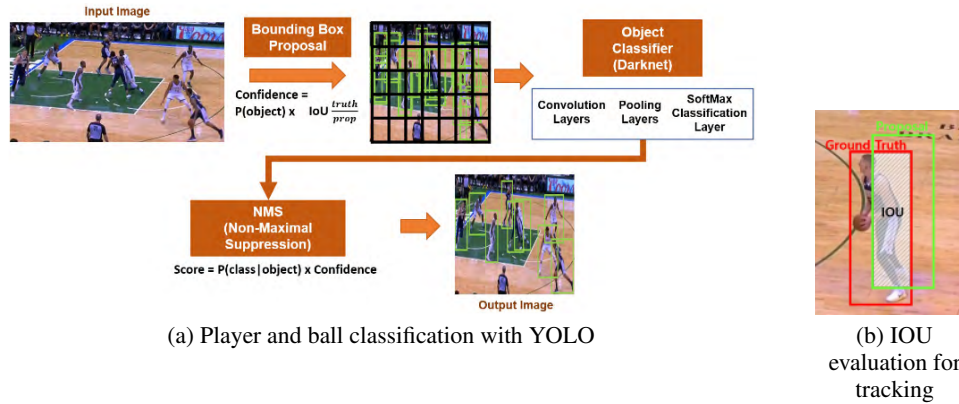 Input Image
Bounding Box
Proposal
Confidence =
P(object) x IoU truth/prop
Object
Classifier
(Darknet)
Convolution
Layers
Pooling
Layers
SoftMax
Classification
Layer
NMS
(Non-Maximal
Suppression)
Score = P(class|object) x Confidence
Output Image
(a) Player and ball classification with YOLO
Ground Truth
IOU
(b) IOU
evaluation for
tracking